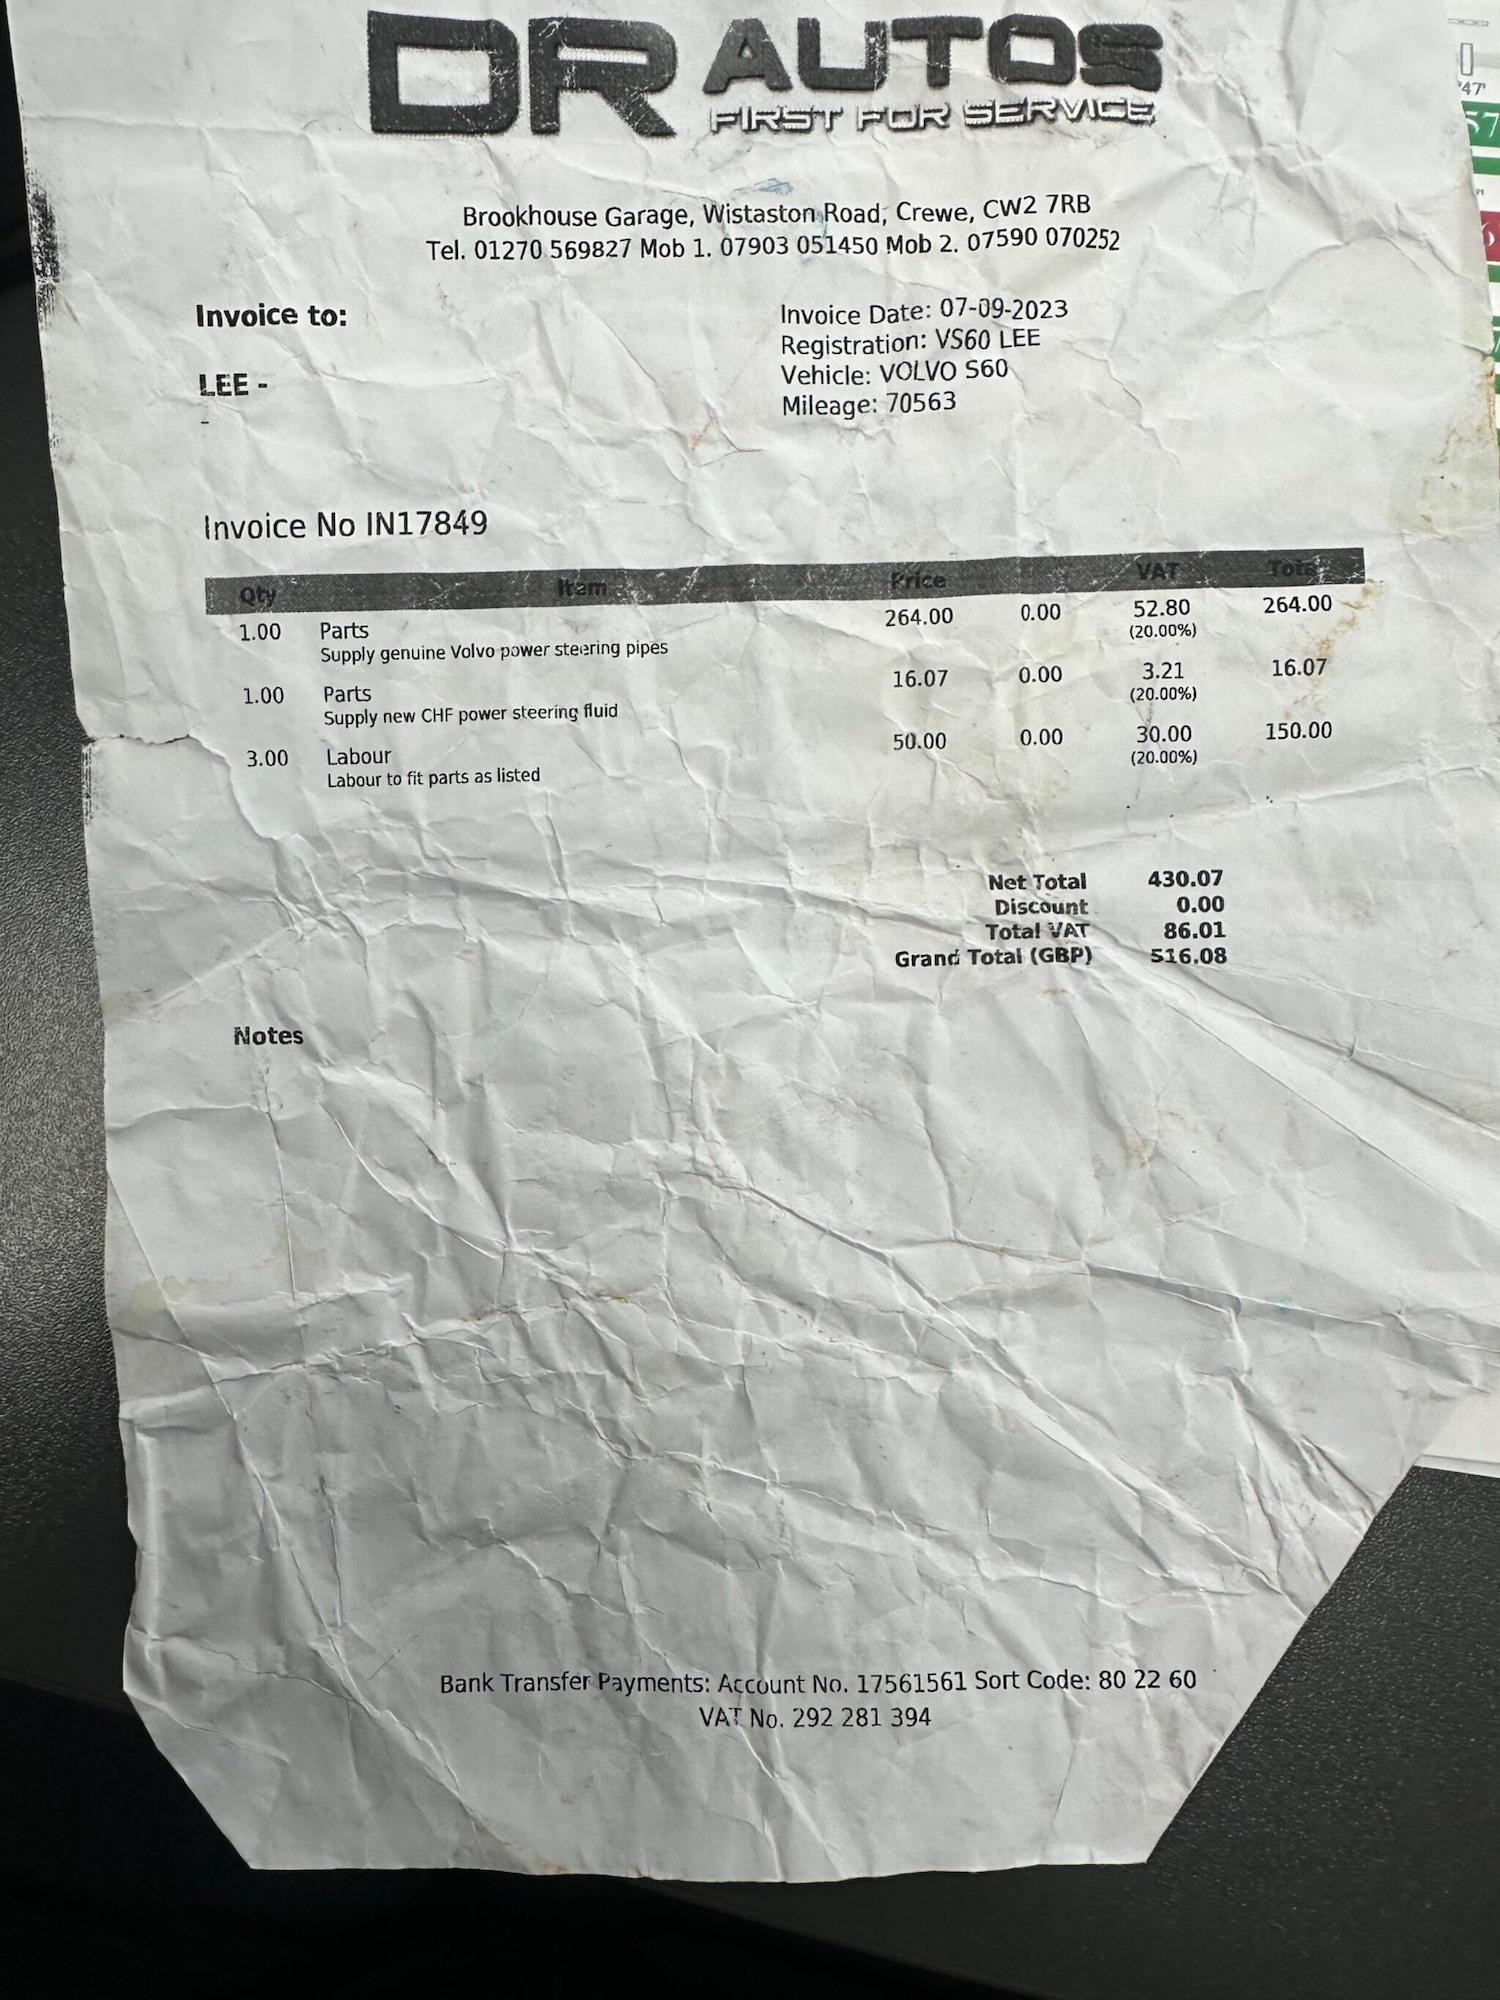 DR AUTOS
FIRST FOR SERVICE
Brookhouse Garage, Wistaston Road, Crewe, CW2 7RB
Tel. 01270 569827 Mob 1. 07903 051450 Mob 2. 07590 070252
Invoice to:
LEE -
-
Invoice Date: 07-09-2023
Registration: VS60 LEE
Vehicle: VOLVO S60
Mileage: 70563
Invoice No IN17849
Qty Item Price VAT Total
1.00 Parts 264.00 0.00 52.80 264.00
Supply genuine Volvo power steering pipes (20.00%)
1.00 Parts 16.07 0.00 3.21 16.07
Supply new CHF power steering fluid (20.00%)
3.00 Labour 50.00 0.00 30.00 150.00
Labour to fit parts as listed (20.00%)
Net Total 430.07
Discount 0.00
Total VAT 86.01
Grand Total (GBP) 516.08
Notes
Bank Transfer Payments: Account No. 17561561 Sort Code: 80 22 60
VAT No. 292 281 394
'47'
57